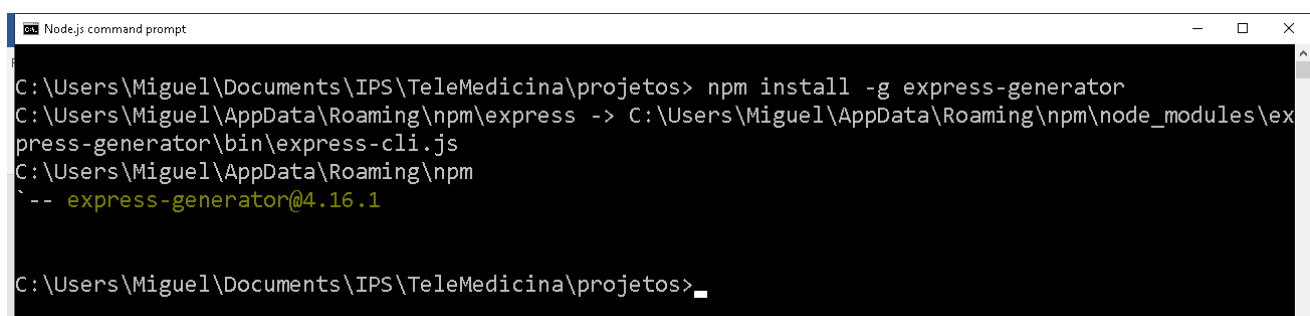 Node.js command prompt
C:\Users\Miguel\Documents\IPS\TeleMedicina\projetos> npm install -g express-generator
C:\Users\Miguel\AppData\Roaming\npm\express -> C:\Users\Miguel\AppData\Roaming\npm\node_modules\ex
press-generator\bin\express-cli.js
C:\Users\Miguel\AppData\Roaming\npm
`-- express-generator@4.16.1
C:\Users\Miguel\Documents\IPS\TeleMedicina\projetos>